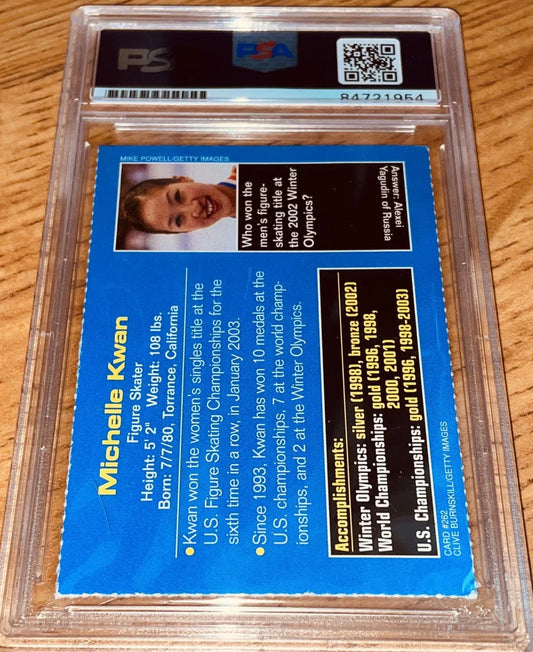 PSA
PSA
84721954
MIKE POWELL/GETTY IMAGES
Michelle Kwan
Figure Skater
Height: 5' 2" Weight: 108 lbs.
Born: 7/7/80, Torrance, California
Who won the
men's figure-
skating title at
the 2002 Winter
Olympics?
Answer: Alexei
Yagudin of Russia
• Kwan won the women's singles title at the
U.S. Figure Skating Championships for the
sixth time in a row, in January 2003.
• Since 1993, Kwan has won 10 medals at the
U.S. championships, 7 at the world champ-
ionships, and 2 at the Winter Olympics.
Accomplishments:
Winter Olympics: silver (1998), bronze (2002)
World Championships: gold (1996, 1998,
2000, 2001)
U.S. Championships: gold (1996, 1998-2003)
CARD #262
CLIVE BURNSKILL/GETTY IMAGES